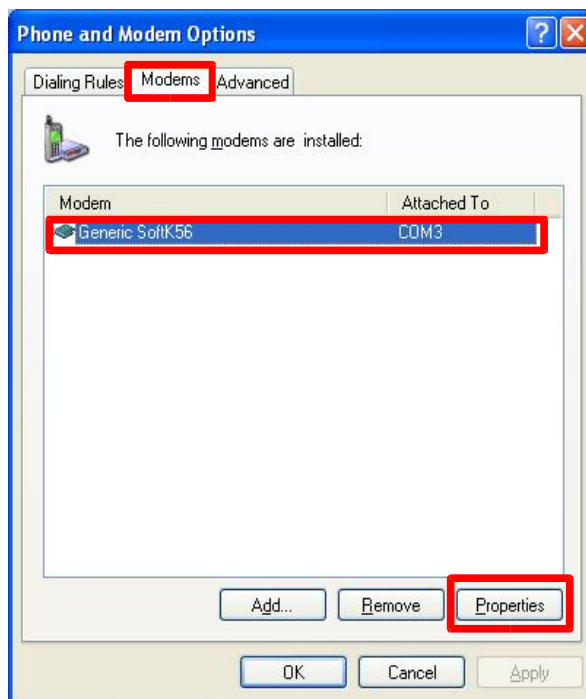 Phone and Modem Options
Dialing Rules Modems Advanced
The following modems are installed:
Modem Attached To
Generic SoftK56 COM3
Add... Remove Properties
OK Cancel Apply